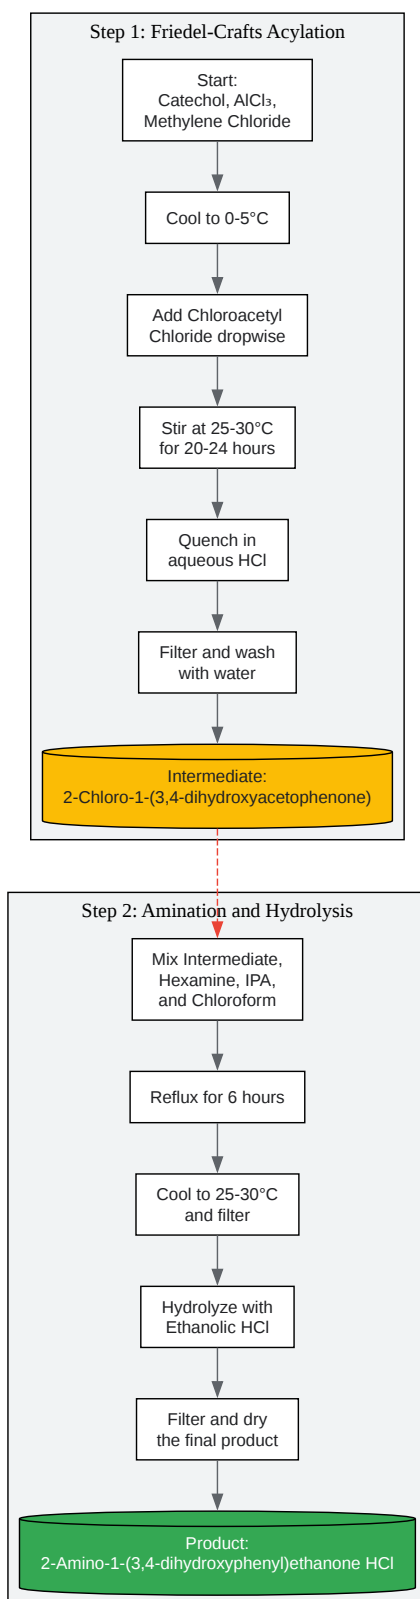 Step 1: Friedel-Crafts Acylation
Start:
Catechol, AlCl₃,
Methylene Chloride
Cool to 0-5°C
Add Chloroacetyl
Chloride dropwise
Stir at 25-30°C
for 20-24 hours
Quench in
aqueous HCl
Filter and wash
with water
Intermediate:
2-Chloro-1-(3,4-dihydroxyacetophenone)
Step 2: Amination and Hydrolysis
Mix Intermediate,
Hexamine, IPA,
and Chloroform
Reflux for 6 hours
Cool to 25-30°C
and filter
Hydrolyze with
Ethanolic HCl
Filter and dry
the final product
Product:
2-Amino-1-(3,4-dihydroxyphenyl)ethanone HCl